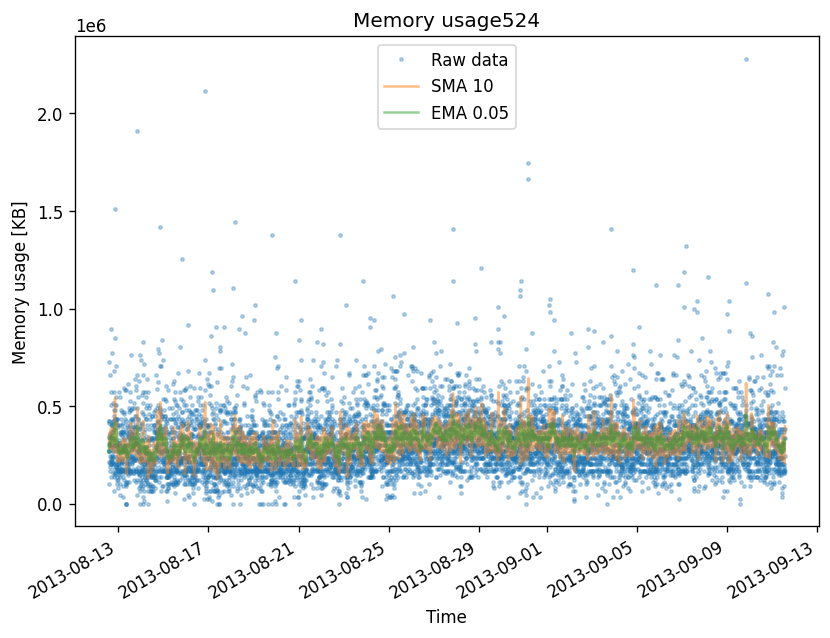 Memory usage524
1e6
Raw data
SMA 10
EMA 0.05
2.0
1.5
1.0
0.5
0.0
Memory usage [KB]
2013-08-13
2013-08-17
2013-08-21
2013-08-25
2013-08-29
2013-09-01
2013-09-05
2013-09-09
2013-09-13
Time